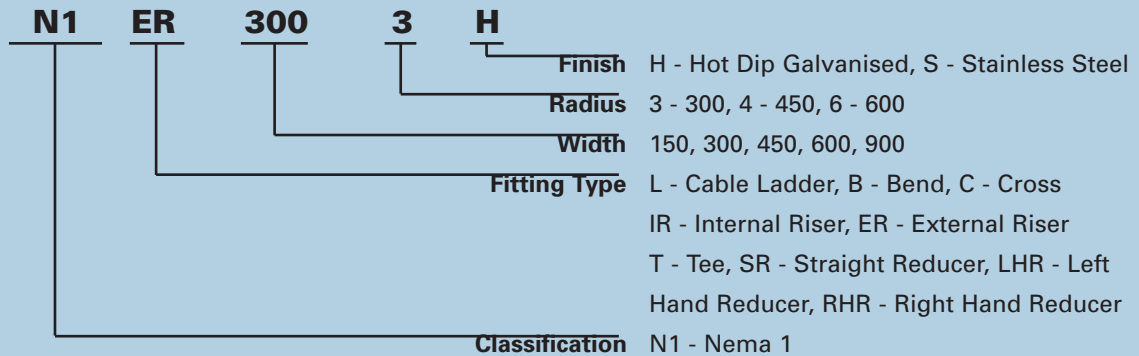 N1 ER 300 3 H
Finish H - Hot Dip Galvanised, S - Stainless Steel
Radius 3 - 300, 4 - 450, 6 - 600
Width 150, 300, 450, 600, 900
Fitting Type L - Cable Ladder, B - Bend, C - Cross
IR - Internal Riser, ER - External Riser
T - Tee, SR - Straight Reducer, LHR - Left
Hand Reducer, RHR - Right Hand Reducer
Classification N1 - Nema 1